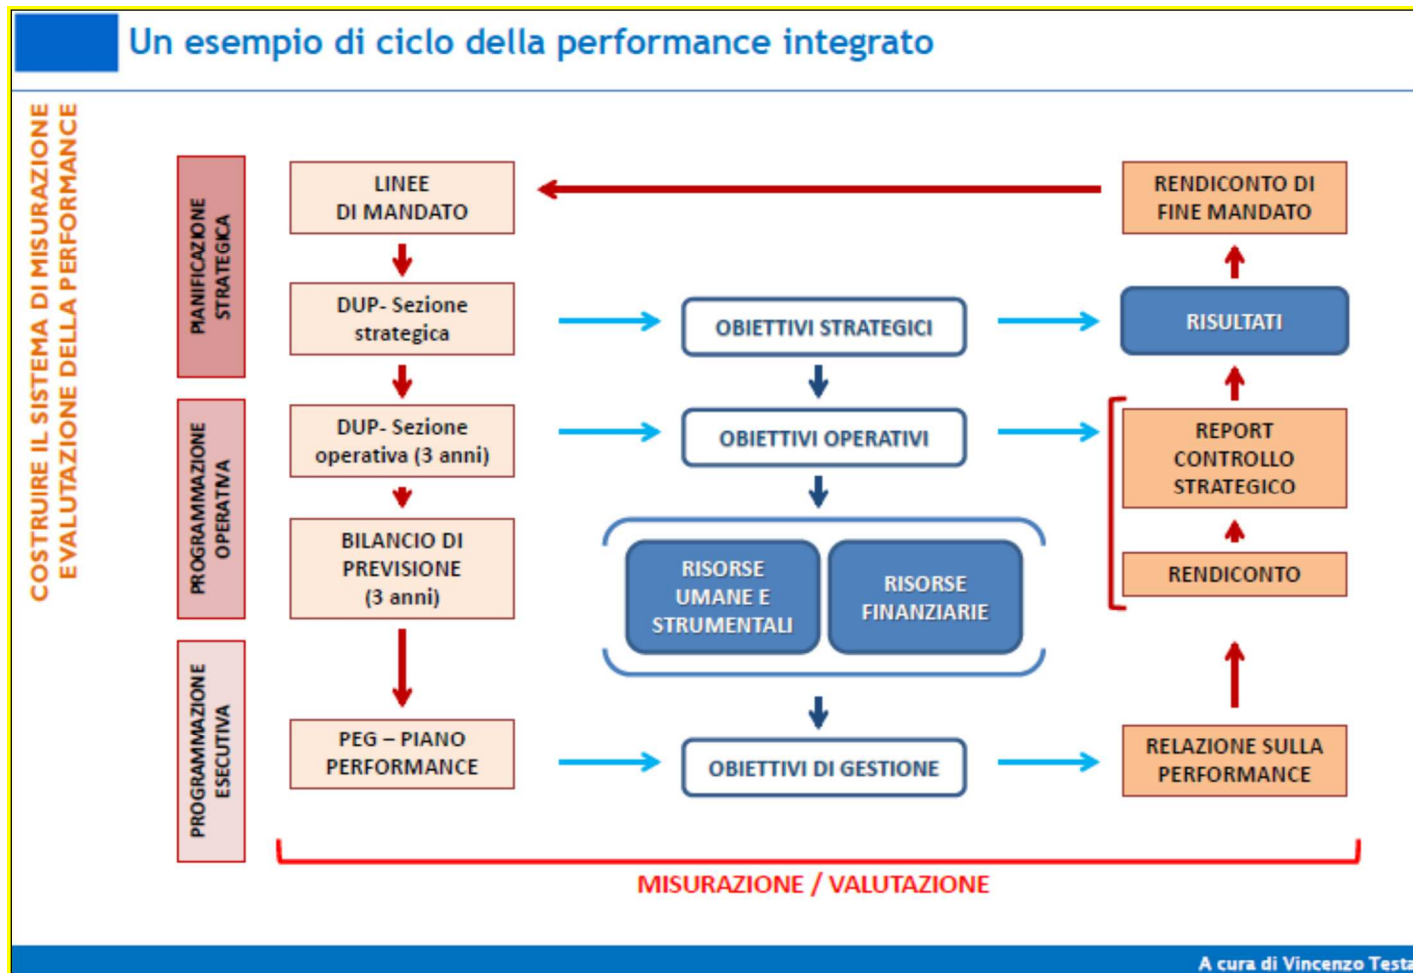 Un esempio di ciclo della performance integrato
COSTRUIRE IL SISTEMA DI MISURAZIONE
EVALUTAZIONE DELLA PERFORMANCE
PIANIFICAZIONE
STRATEGICA
LINEE
DI MANDATO
RENDICONTO DI
FINE MANDATO
DUP- Sezione
strategica
OBIETTIVI STRATEGICI
RISULTATI
PROGRAMMAZIONE
OPERATIVA
DUP- Sezione
operativa (3 anni)
OBIETTIVI OPERATIVI
REPORT
CONTROLLO
STRATEGICO
BILANCIO DI
PREVISIONE
(3 anni)
RISORSE
UMANE E
STRUMENTALI
RISORSE
FINANZIARIE
RENDICONTO
PROGRAMMAZIONE
ESECUTIVA
PEG – PIANO
PERFORMANCE
OBIETTIVI DI GESTIONE
RELAZIONE SULLA
PERFORMANCE
MISURAZIONE / VALUTAZIONE
A cura di Vincenzo Testa